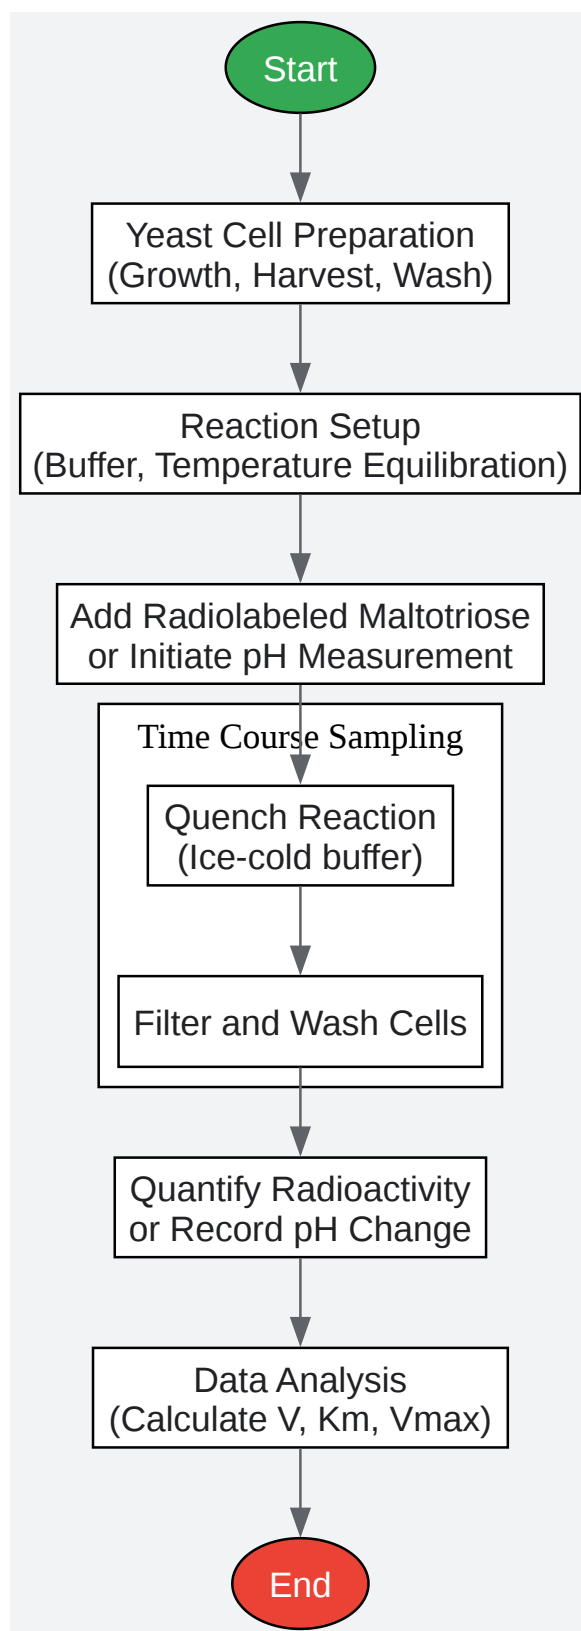 Start
Yeast Cell Preparation
(Growth, Harvest, Wash)
Reaction Setup
(Buffer, Temperature Equilibration)
Add Radiolabeled Maltotriose
or Initiate pH Measurement
Time Course Sampling
Quench Reaction
(Ice-cold buffer)
Filter and Wash Cells
Quantify Radioactivity
or Record pH Change
Data Analysis
(Calculate V, Km, Vmax)
End